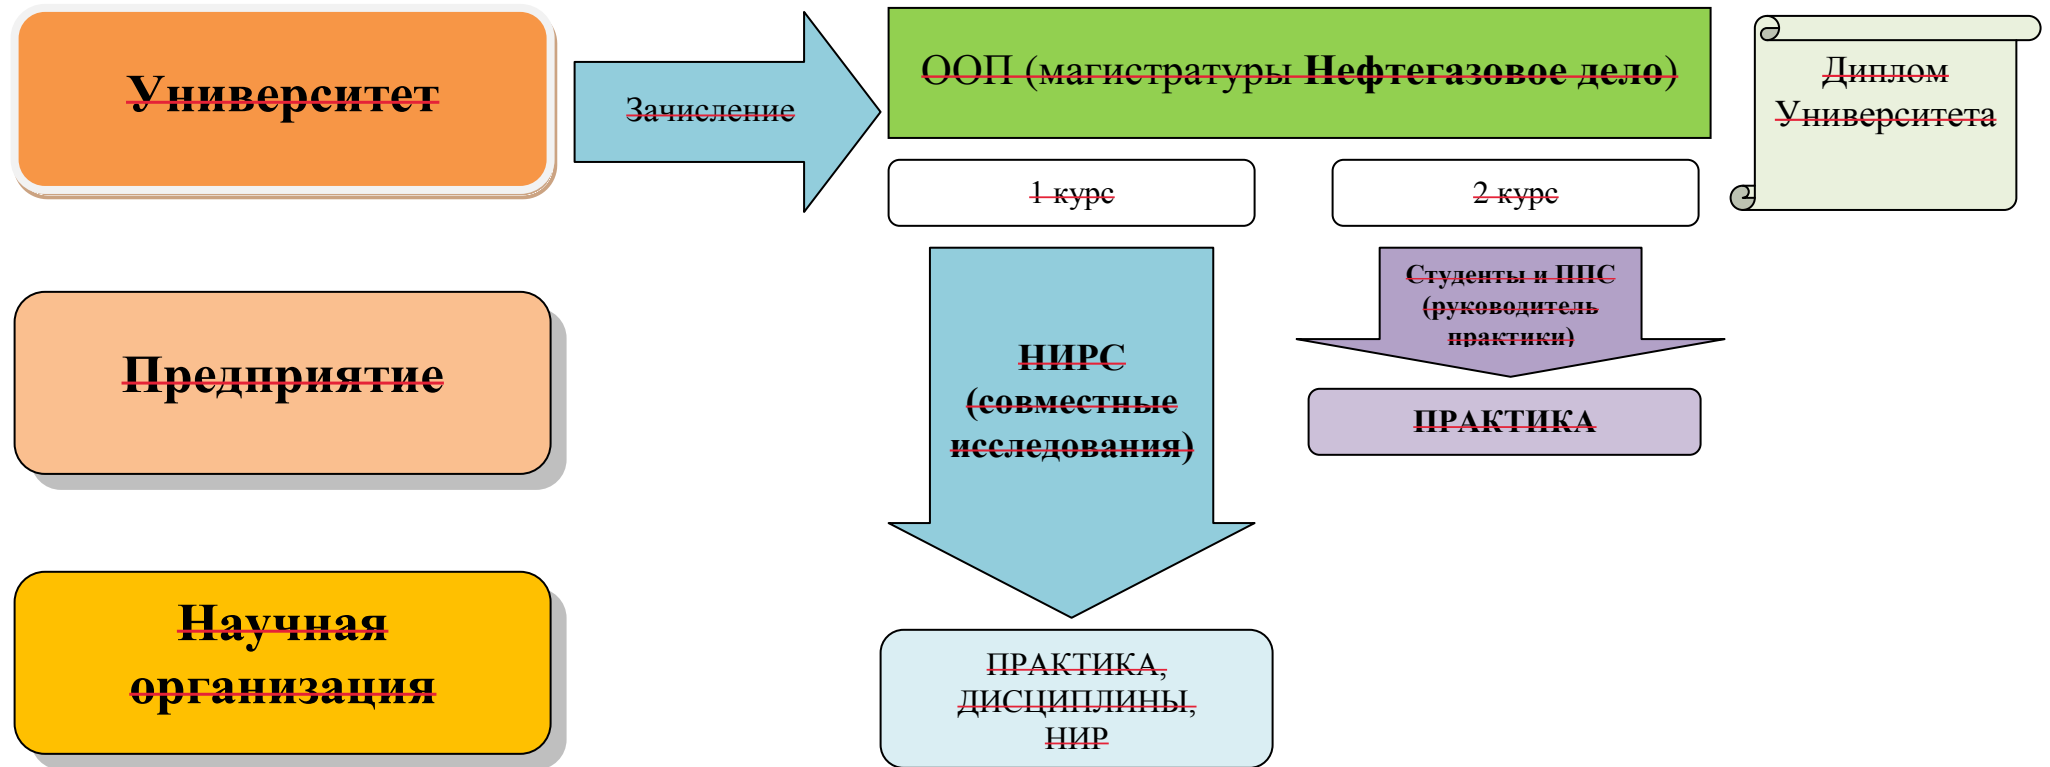 Университет
Зачисление
ООП (магистратуры Нефтегазовое дело)
Диплом
Университета
1 курс
2 курс
Предприятие
НИРС
(совместные
исследования)
Студенты и ППС
(руководитель
практики)
ПРАКТИКА
Научная
организация
ПРАКТИКА,
ДИСЦИПЛИНЫ,
НИР